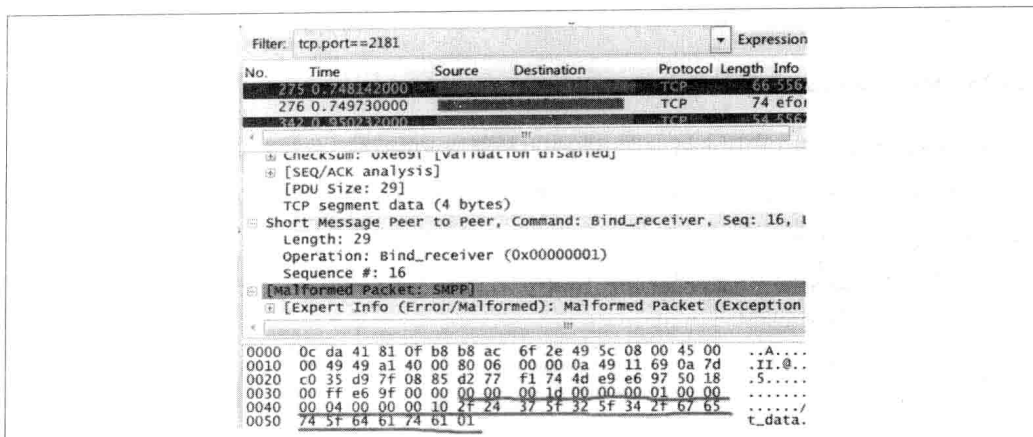 Filter: tcp.port==2181 Expression
No. Time Source Destination Protocol Length Info
275 0.748142000 TCP 66 556
276 0.749730000 TCP 74 efo
342 0.950232000 TCP 54 556
Checksum: 0xe69f [validation disabled]
[SEQ/ACK analysis]
[PDU Size: 29]
TCP segment data (4 bytes)
Short Message Peer to Peer, Command: Bind_receiver, Seq: 16,
Length: 29
Operation: Bind_receiver (0x00000001)
Sequence #: 16
[Malformed Packet: SMPP]
[Expert Info (Error/Malformed): Malformed Packet (Exception
0000 0c da 41 81 0f b8 b8 ac 6f 2e 49 5c 08 00 45 00 ..A....
0010 00 49 49 a1 40 00 80 06 00 00 0a 49 11 69 0a 7d .II.@..
0020 c0 35 d9 7f 08 85 d2 77 f1 74 4d e9 e6 97 50 18 .5.....
0030 00 ff e6 9f 00 00 00 00 00 1d 00 00 00 01 00 00 .......
0040 00 04 00 00 00 10 2f 24 37 5f 32 5f 34 2f 67 65 ....../
0050 74 5f 64 61 74 61 01 t_data.